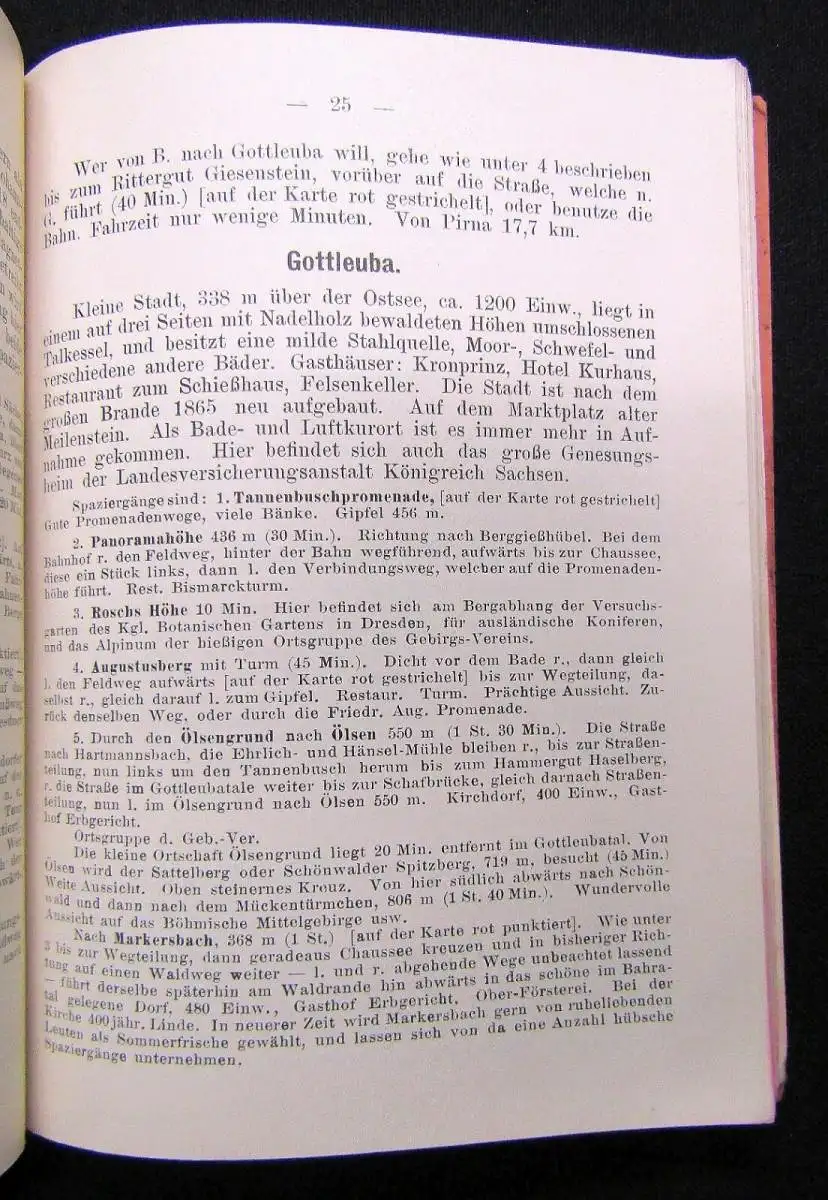 — 25 —
Wer von B. nach Gottleuba will, gehe wie unter 4 beschrieben
bis zum Rittergut Giesenstein, vorüber auf die Straße, welche n.
G. führt (40 Min.) [auf der Karte rot gestrichelt], oder benutze die
Bahn. Fahrzeit nur wenige Minuten. Von Pirna 17,7 km.
Gottleuba.
Kleine Stadt, 338 m über der Ostsee, ca. 1200 Einw., liegt in
einem auf drei Seiten mit Nadelholz bewaldeten Höhen umschlossenen
Talkessel, und besitzt eine milde Stahlquelle, Moor-, Schwefel- und
verschiedene andere Bäder. Gasthäuser: Kronprinz, Hotel Kurhaus,
Restaurant zum Schießhaus, Felsenkeller. Die Stadt ist nach dem
großen Brande 1865 neu aufgebaut. Auf dem Marktplatz alter
Meilenstein. Als Bade- und Luftkurort ist es immer mehr in Auf-
nahme gekommen. Hier befindet sich auch das große Genesungs-
heim der Landesversicherungsanstalt Königreich Sachsen.
Spaziergänge sind: 1. Tannenbuschpromenade, [auf der Karte rot gestrichelt]
Gute Promenadenwege, viele Bänke. Gipfel 456 m.
2. Panoramahöhe 436 m (30 Min.). Richtung nach Berggießhübel. Bei dem
Bahnhof r. den Feldweg, hinter der Bahn wegführend, aufwärts bis zur Chaussee,
diese ein Stück links, dann l. den Verbindungsweg, welcher auf die Promenaden-
höhe führt. Rest. Bismarckturm.
3. Roschs Höhe 10 Min. Hier befindet sich am Bergabhang der Versuchs-
garten des Kgl. Botanischen Gartens in Dresden, für ausländische Koniferen,
und das Alpinum der hießigen Ortsgruppe des Gebirgs-Vereins.
4. Augustusberg mit Turm (45 Min.). Dicht vor dem Bade r., dann gleich
l. den Feldweg aufwärts [auf der Karte rot gestrichelt] bis zur Wegteilung, da-
selbst r., gleich darauf l. zum Gipfel. Restaur. Turm. Prächtige Aussicht. Zu-
rück denselben Weg, oder durch die Friedr. Aug. Promenade.
5. Durch den Ölsengrund nach Ölsen 550 m (1 St. 30 Min.). Die Straße
nach Hartmannsbach, die Ehrlich- und Hänsel-Mühle bleiben r., bis zur Straßen-
teilung, nun links um den Tannenbusch herum bis zum Hammergut Haselberg,
r. die Straße im Gottleubatale weiter bis zur Schafbrücke, gleich darnach Straßen-
teilung, nun l. im Ölsengrund nach Ölsen 550 m. Kirchdorf, 400 Einw., Gast-
hof Erbgericht.
Ortsgruppe d. Geb.-Ver.
Die kleine Ortschaft Ölsengrund liegt 20 Min. entfernt im Gottleubatal. Von
Ölsen wird der Sattelberg oder Schönwalder Spitzberg, 719 m, besucht (45 Min.)
Weite Aussicht. Oben steinernes Kreuz. Von hier südlich abwärts nach Schön-
wald und dann nach dem Mückentürmchen, 806 m (1 St. 40 Min.). Wundervolle
Aussicht auf das Böhmische Mittelgebirge usw.
Nach Markersbach, 368 m (1 St.) [auf der Karte rot punktiert]. Wie unter
3 bis zur Wegteilung, dann geradeaus Chaussee kreuzen und in bisheriger Rich-
tung auf einen Waldweg weiter — l. und r. abgehende Wege unbeachtet lassend
— führt derselbe späterhin am Waldrande hin abwärts in das schöne im Bahra-
tal gelegene Dorf, 480 Einw., Gasthof Erbgericht. Ober-Försterei. Bei der
Kirche 400jähr. Linde. In neuerer Zeit wird Markersbach gern von ruheliebenden
Leuten als Sommerfrische gewählt, und lassen sich von da eine Anzahl hübsche
Spaziergänge unternehmen.